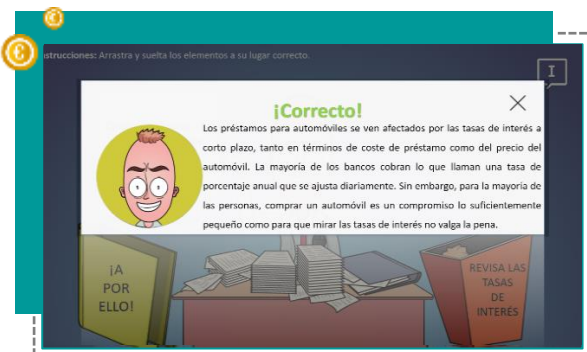 Instrucciones: Arrastra y suelta los elementos a su lugar correcto.
I
¡Correcto!
Los préstamos para automóviles se ven afectados por las tasas de interés a
corto plazo, tanto en términos de coste de préstamo como del precio del
automóvil. La mayoría de los bancos cobran lo que llaman una tasa de
porcentaje anual que se ajusta diariamente. Sin embargo, para la mayoría de
las personas, comprar un automóvil es un compromiso lo suficientemente
pequeño como para que mirar las tasas de interés no valga la pena.
¡A
POR
ELLO!
REVISA LAS
TASAS
DE
INTERÉS